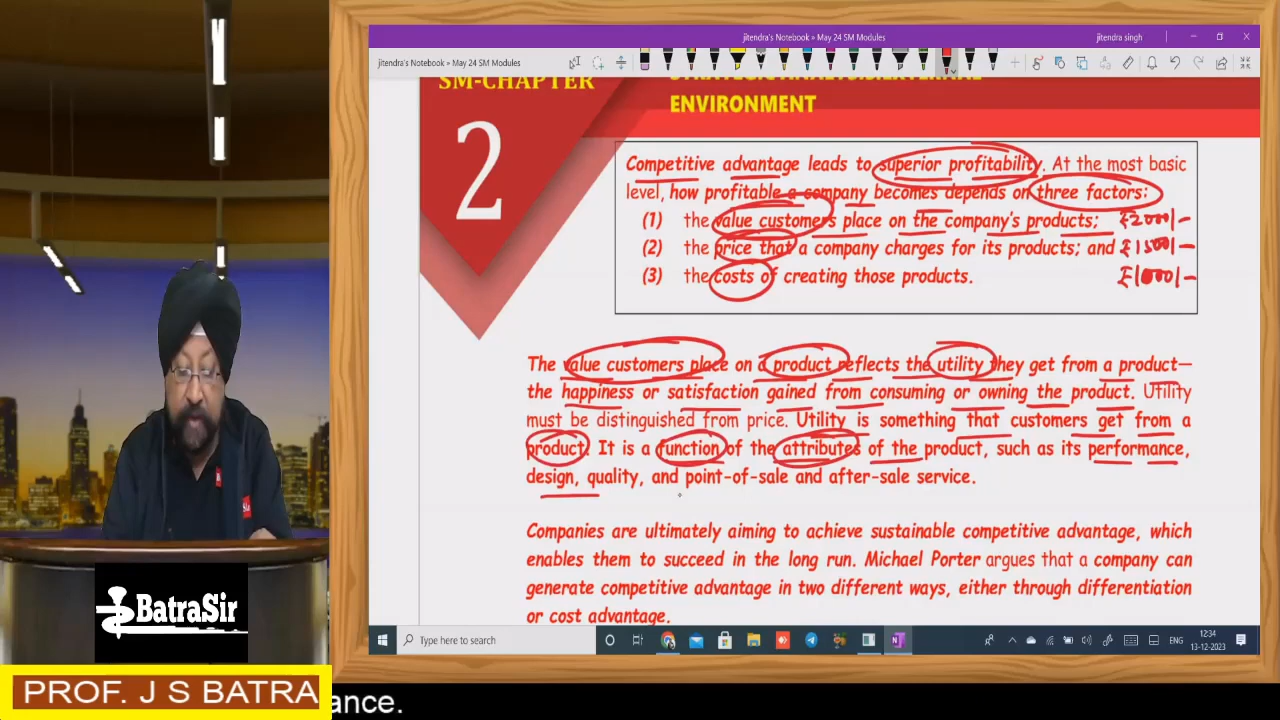 jitendra's Notebook » May 24 SM Modules
jitendra singh
jitendra's Notebook » May 24 SM Modules
SM-CHAPTER
2
ENVIRONMENT
Competitive advantage leads to superior profitability. At the most basic
level, how profitable a company becomes depends on three factors:
(1) the value customers place on the company's products; ₹2000/-
(2) the price that a company charges for its products; and ₹1500/-
(3) the costs of creating those products. ₹1000/-
The value customers place on a product reflects the utility they get from a product—
the happiness or satisfaction gained from consuming or owning the product. Utility
must be distinguished from price. Utility is something that customers get from a
product. It is a function of the attributes of the product, such as its performance,
design, quality, and point-of-sale and after-sale service.
Companies are ultimately aiming to achieve sustainable competitive advantage, which
enables them to succeed in the long run. Michael Porter argues that a company can
generate competitive advantage in two different ways, either through differentiation
or cost advantage.
BatraSir
Type here to search
ENG
12:34
13-12-2023
PROF. J S BATRA
ance.